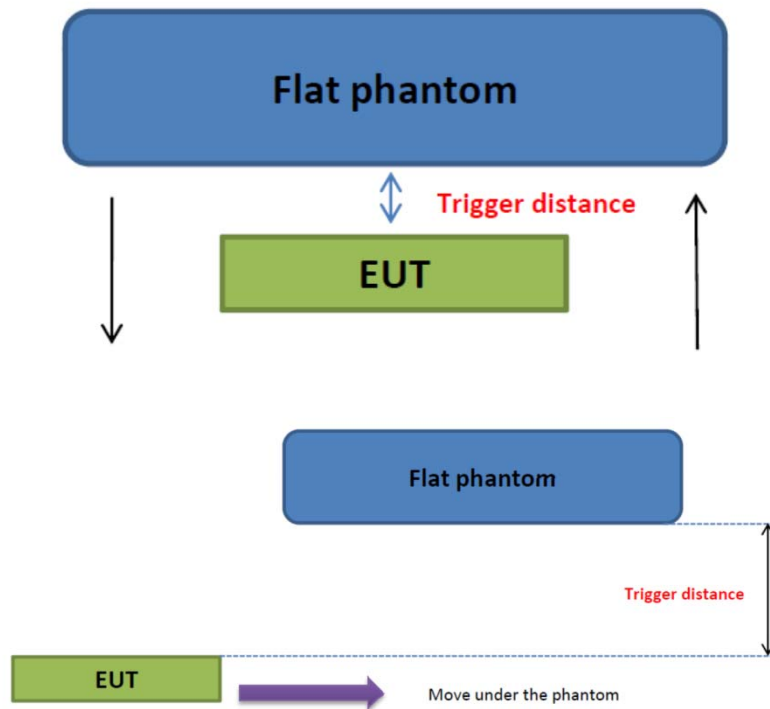 Flat phantom
Trigger distance
EUT
Flat phantom
Trigger distance
EUT
Move under the phantom